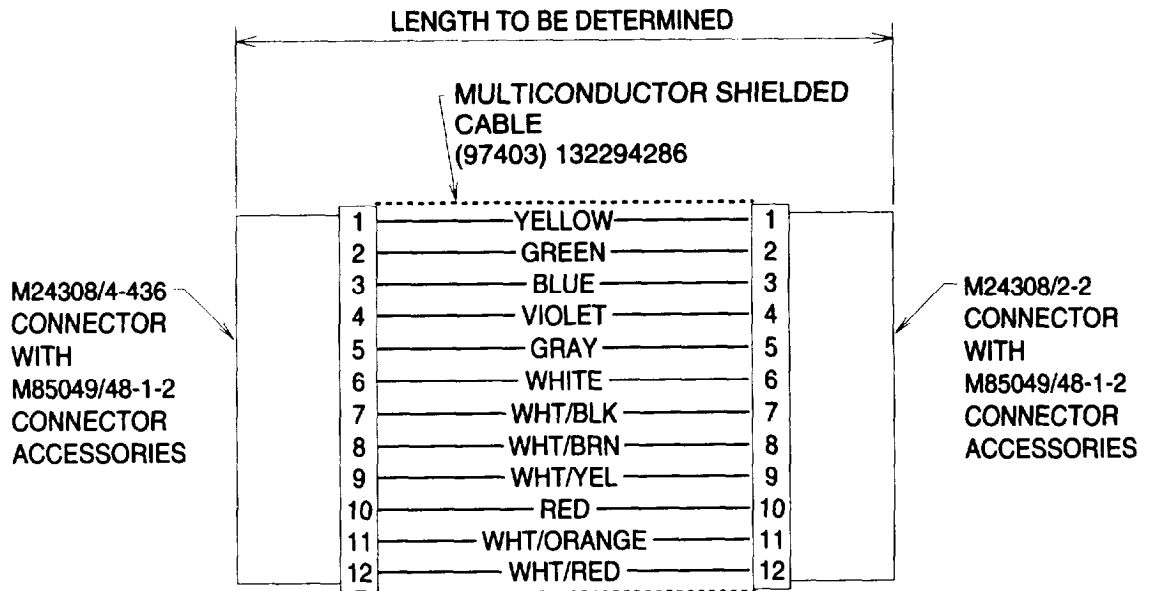 LENGTH TO BE DETERMINED
MULTICONDUCTOR SHIELDED
CABLE
(97403) 132294286
M24308/4-436
CONNECTOR
WITH
M85049/48-1-2
CONNECTOR
ACCESSORIES
1 YELLOW 1
2 GREEN 2
3 BLUE 3
4 VIOLET 4
5 GRAY 5
6 WHITE 6
7 WHT/BLK 7
8 WHT/BRN 8
9 WHT/YEL 9
10 RED 10
11 WHT/ORANGE 11
12 WHT/RED 12
M24308/2-2
CONNECTOR
WITH
M85049/48-1-2
CONNECTOR
ACCESSORIES